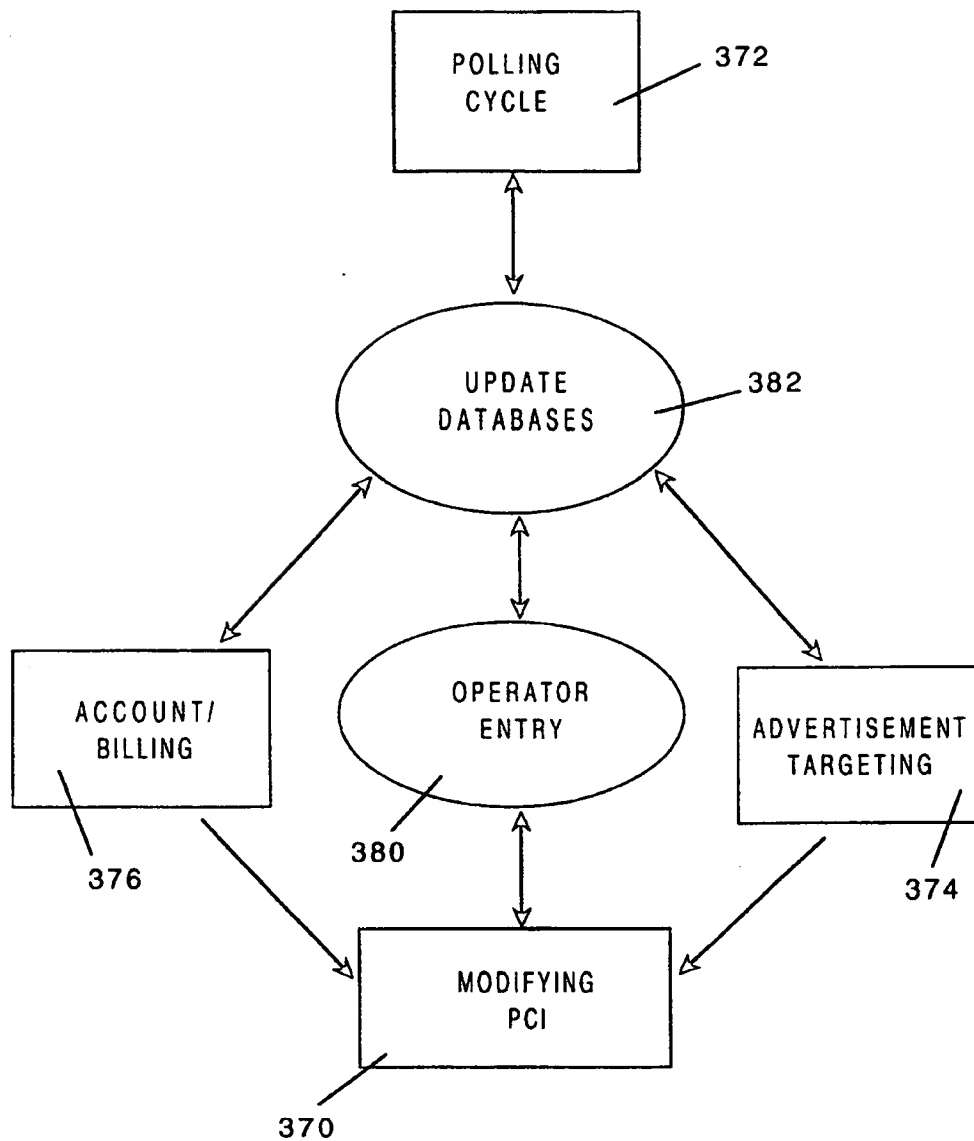 POLLING
CYCLE
372
UPDATE
DATABASES
382
ACCOUNT/
BILLING
376
OPERATOR
ENTRY
380
ADVERTISEMENT
TARGETING
374
MODIFYING
PCI
370